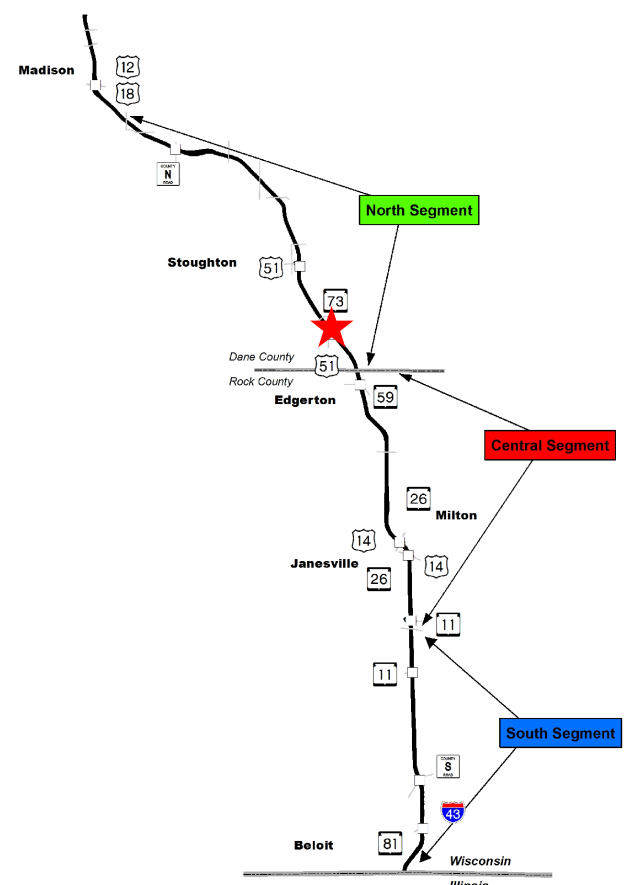 12
Madison
18
COUNTY
N
ROAD
North Segment
Stoughton
51
73
Dane County
51
Rock County
Edgerton
59
Central Segment
26
Milton
14
Janesville
14
26
11
11
South Segment
COUNTY
S
ROAD
43
81
Beloit
Wisconsin
Illinois